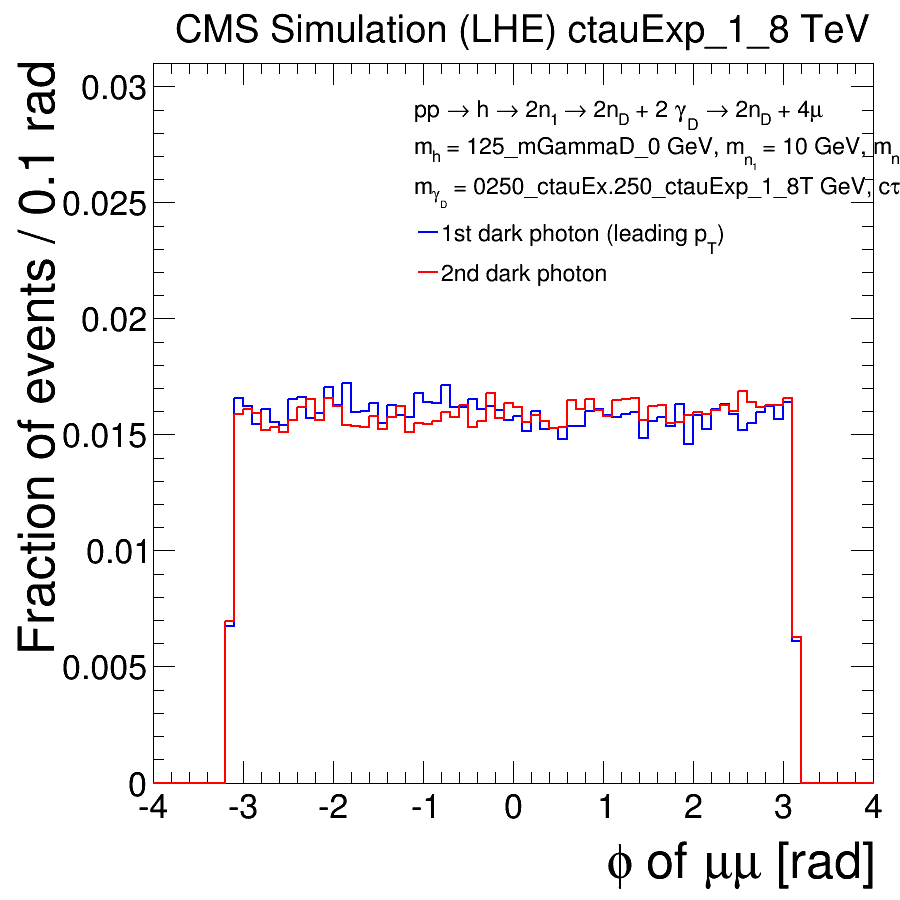 CMS Simulation (LHE) ctauExp_1_8 TeV
Fraction of events / 0.1 rad
0.03
0.025
0.02
0.015
0.01
0.005
0
pp → h → 2n1 → 2nD + 2 γD → 2nD + 4μ
mh = 125_mGammaD_0 GeV, mn1 = 10 GeV, mn
mγD = 0250_ctauEx.250_ctauExp_1_8T GeV, cτ
1st dark photon (leading pT)
2nd dark photon
-4 -3 -2 -1 0 1 2 3 4
ϕ of μμ [rad]